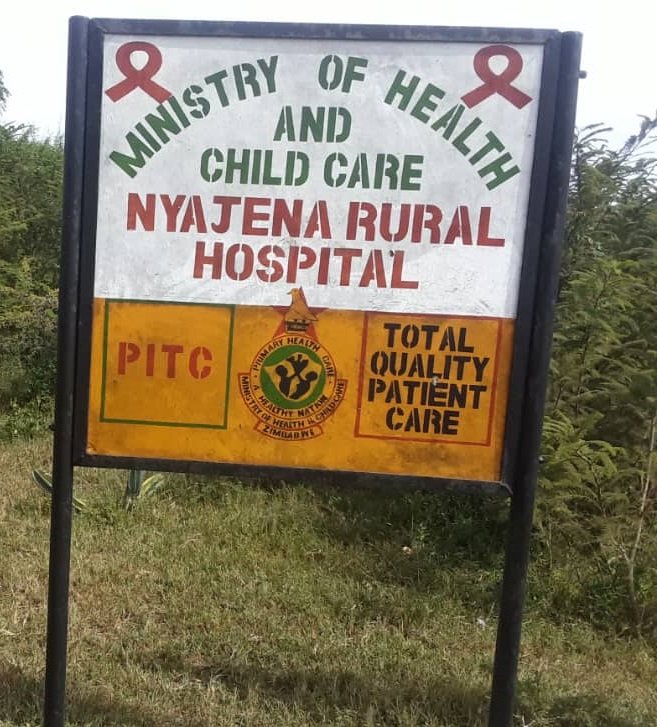 MINISTRY OF HEALTH
AND
CHILD CARE
NYAJENA RURAL
HOSPITAL
PITC
PRIMARY HEALTH CARE
A HEALTHY NATION
MINISTRY OF HEALTH & CHILD CARE
ZIMBABWE
TOTAL
QUALITY
PATIENT
CARE